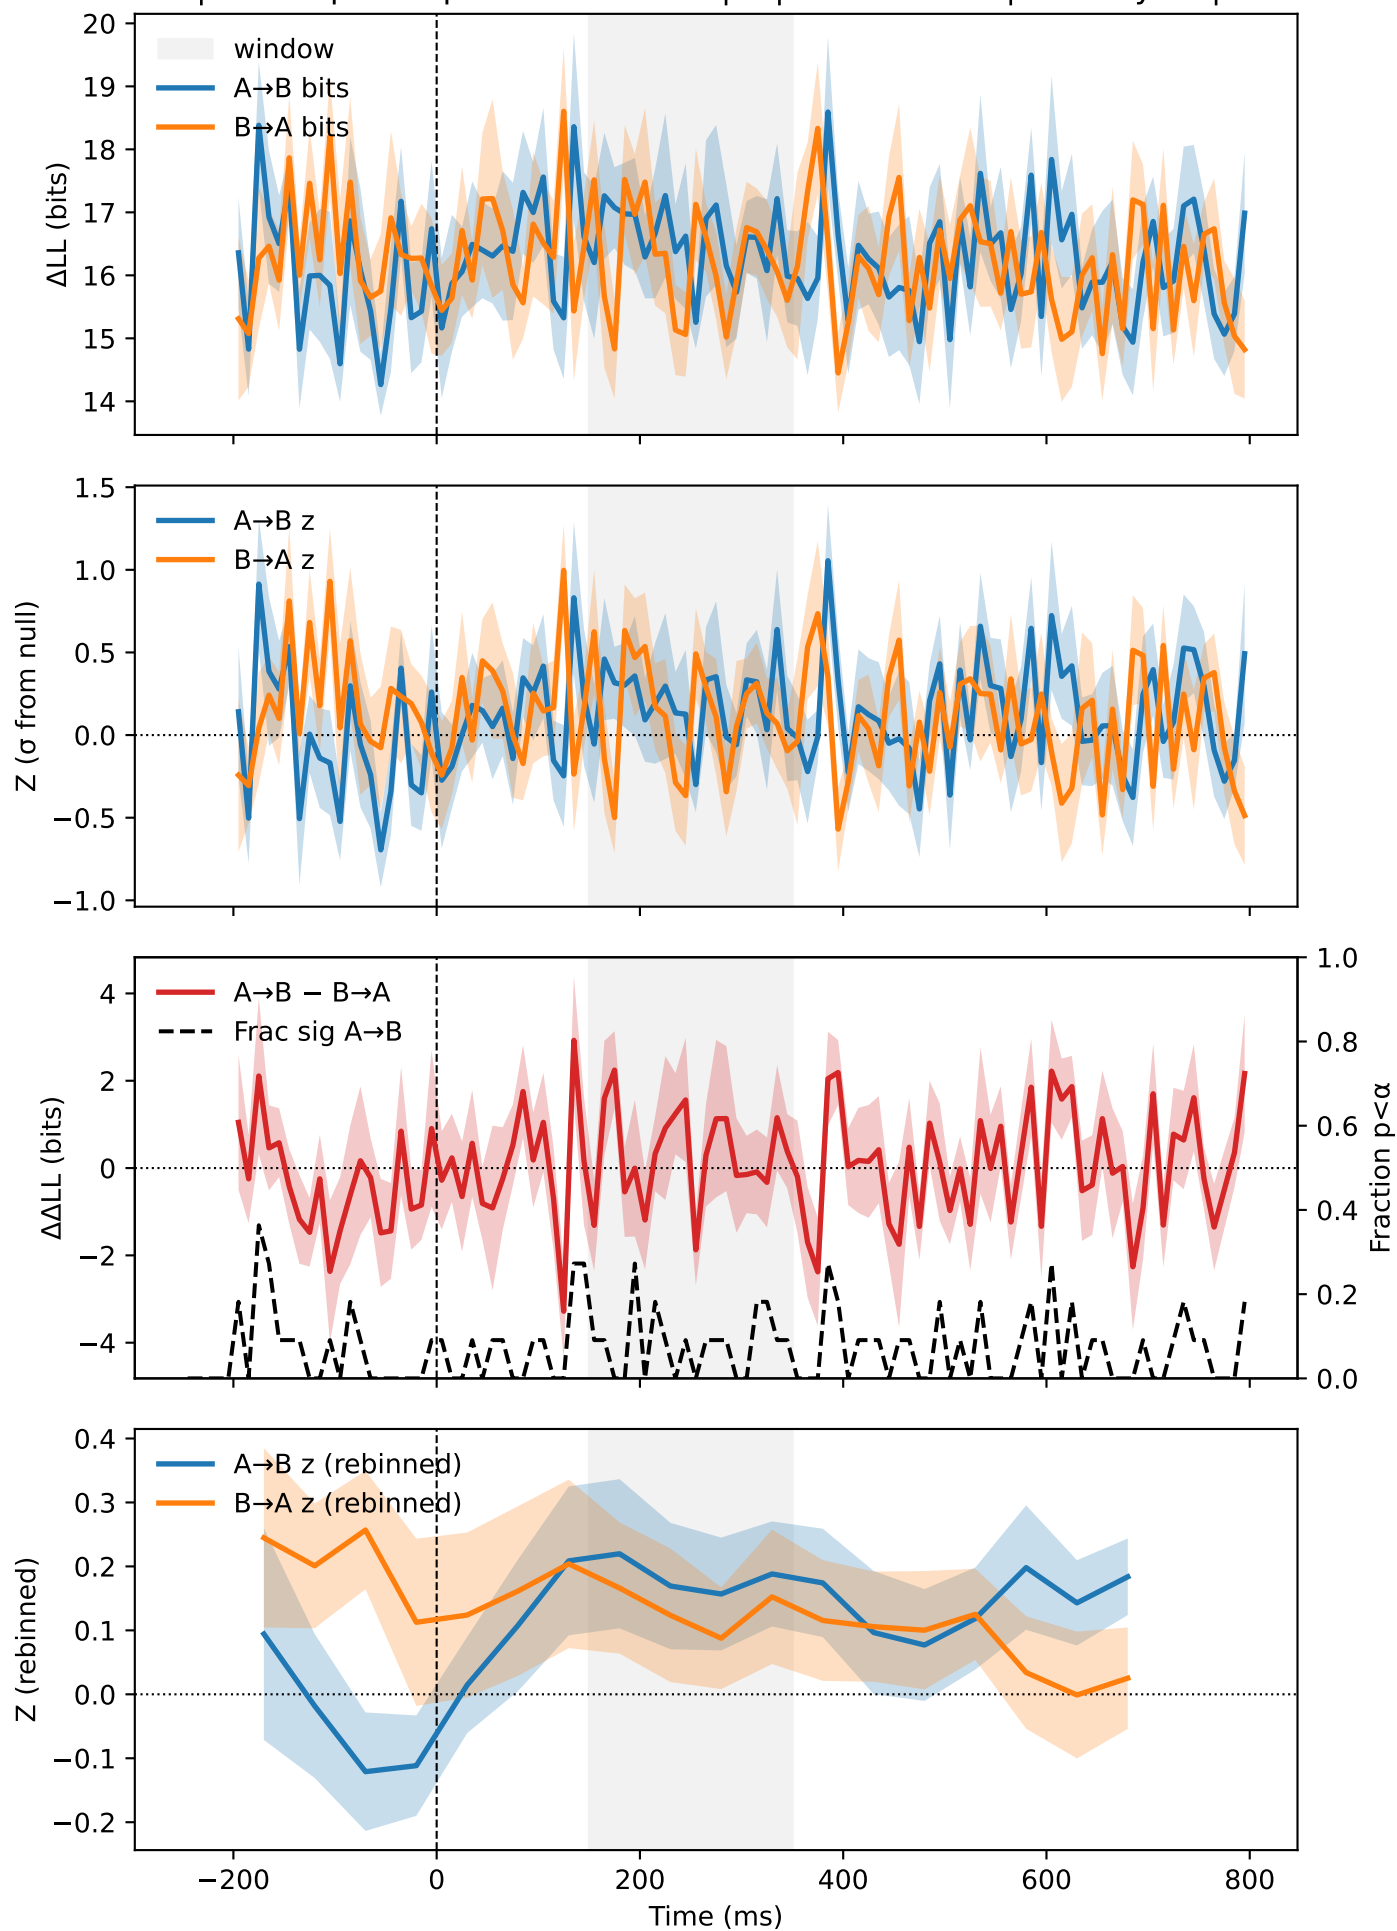 20
19
18
17
16
15
14
ΔLL (bits)
window
A→B bits
B→A bits
1.5
1.0
0.5
0.0
−0.5
−1.0
Z (σ from null)
A→B z
B→A z
4
2
0
−2
−4
ΔΔLL (bits)
A→B − B→A
Frac sig A→B
1.0
0.8
0.6
0.4
0.2
0.0
Fraction p<α
0.4
0.3
0.2
0.1
0.0
−0.1
−0.2
Z (rebinned)
A→B z (rebinned)
B→A z (rebinned)
−200
0
200
400
600
800
Time (ms)